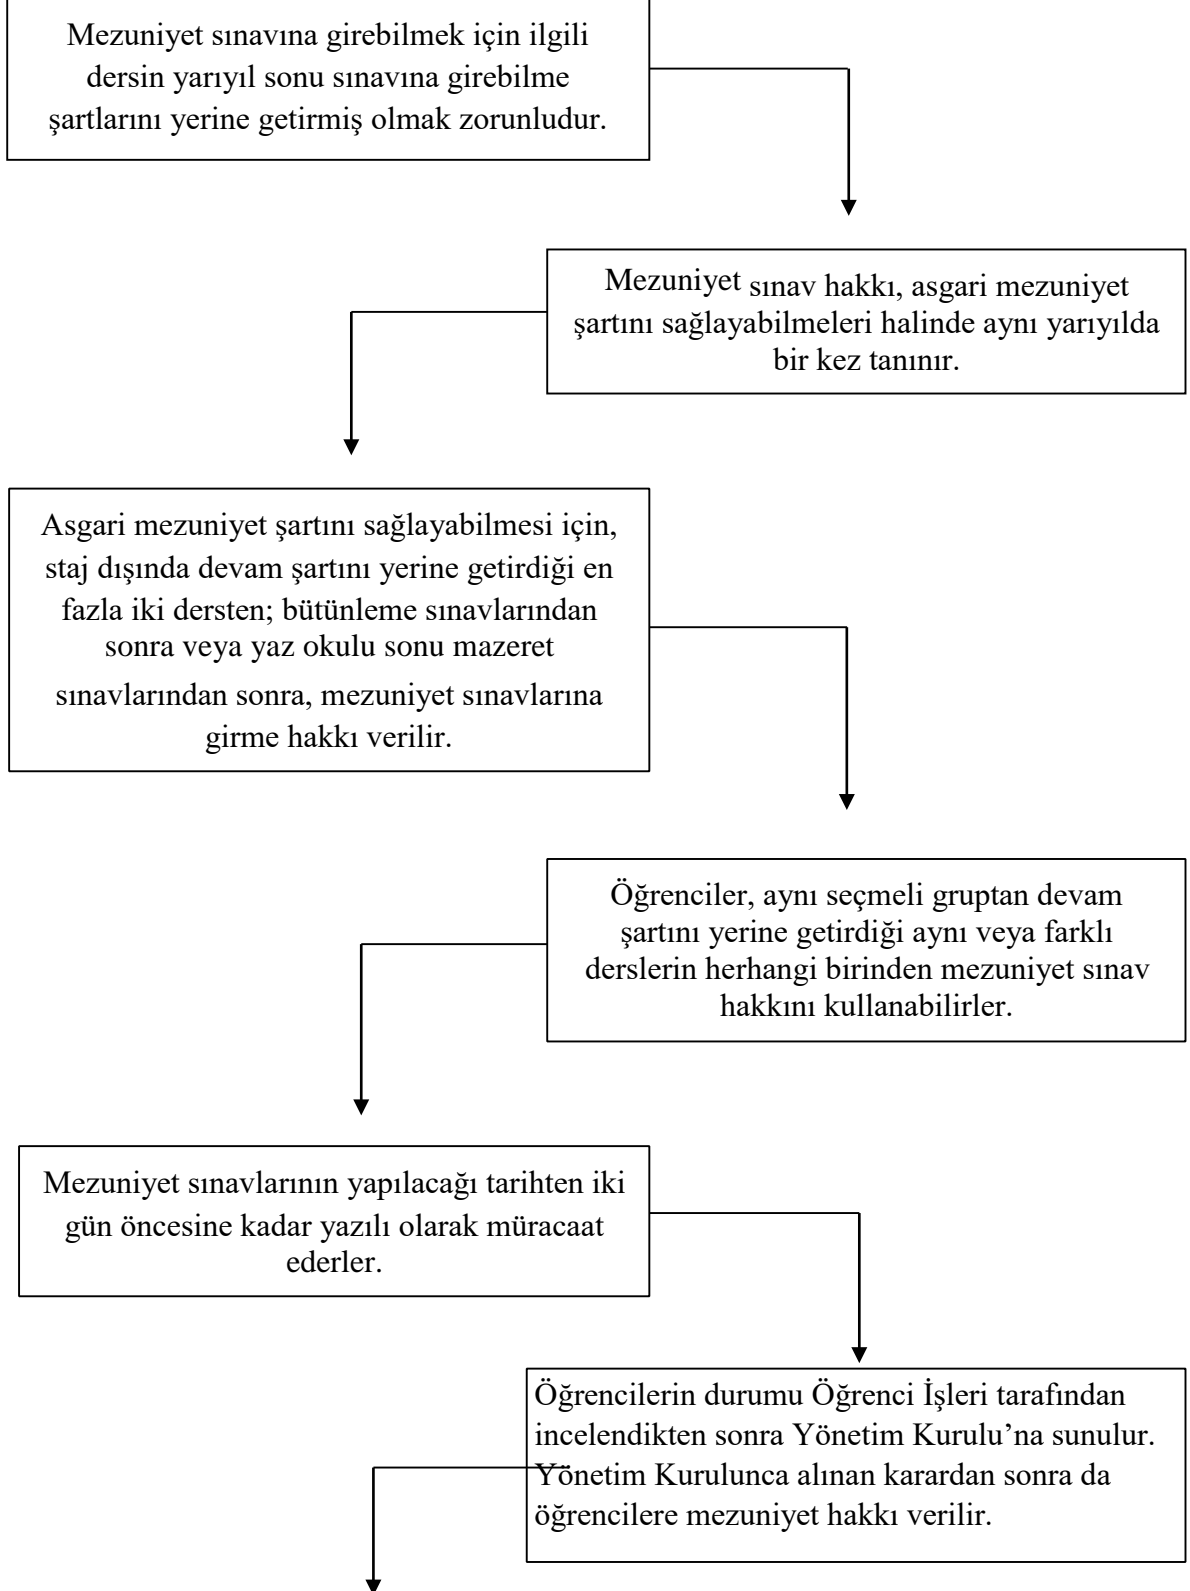 Mezuniyet sınavına girebilmek için ilgili
dersin yarıyıl sonu sınavına girebilme
şartlarını yerine getirmiş olmak zorunludur.
Mezuniyet sınav hakkı, asgari mezuniyet
şartını sağlayabilmeleri halinde aynı yarıyılda
bir kez tanınır.
Asgari mezuniyet şartını sağlayabilmesi için,
staj dışında devam şartını yerine getirdiği en
fazla iki dersten; bütünleme sınavlarından
sonra veya yaz okulu sonu mazeret
sınavlarından sonra, mezuniyet sınavlarına
girme hakkı verilir.
Öğrenciler, aynı seçmeli gruptan devam
şartını yerine getirdiği aynı veya farklı
derslerin herhangi birinden mezuniyet sınav
hakkını kullanabilirler.
Mezuniyet sınavlarının yapılacağı tarihten iki
gün öncesine kadar yazılı olarak müracaat
ederler.
Öğrencilerin durumu Öğrenci İşleri tarafından
incelendikten sonra Yönetim Kurulu’na sunulur.
Yönetim Kurulunca alınan karardan sonra da
öğrencilere mezuniyet hakkı verilir.